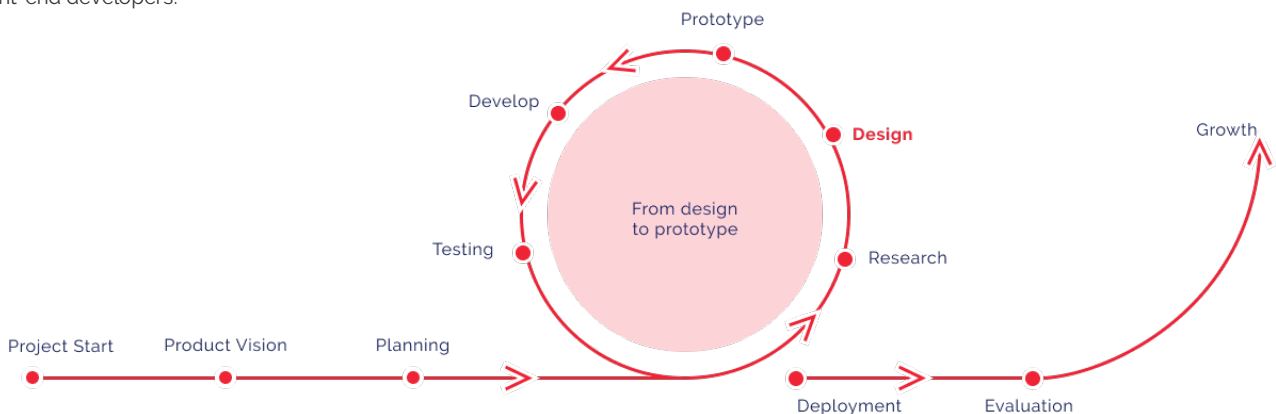 Prototype
Develop
Design
Growth
From design
to prototype
Testing
Research
Project Start
Product Vision
Planning
Deployment
Evaluation